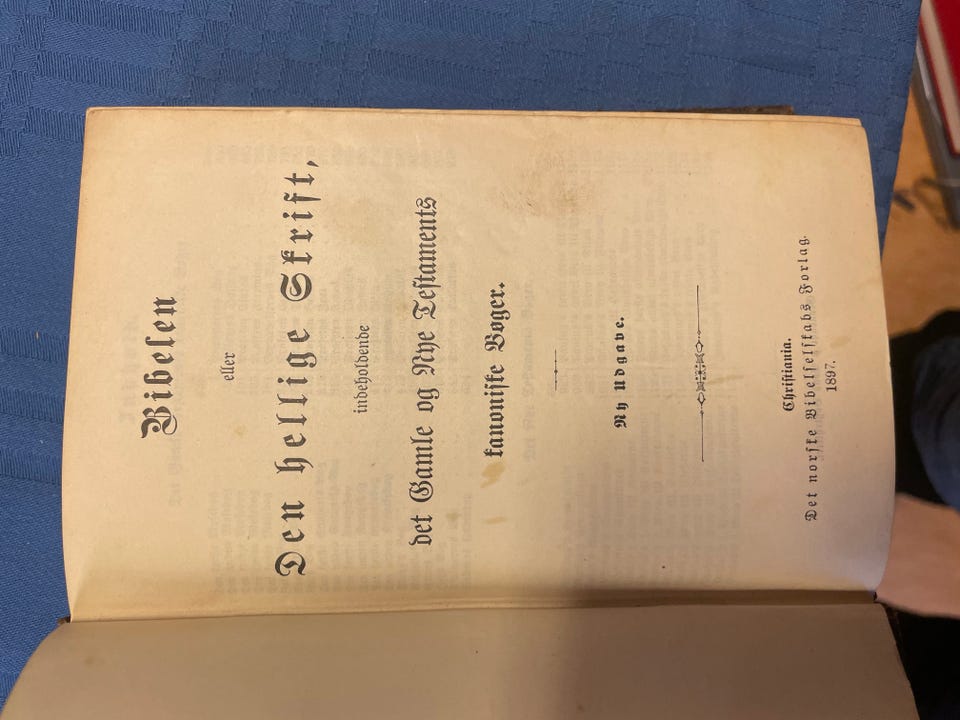 Bibelen
eller
Den hellige Skrift,
indeholdende
det Gamle og Nye Testaments
kanoniske Bøger.
Ny Udgave.
Christiania.
Det norske Bibelselskabs Forlag.
1897.